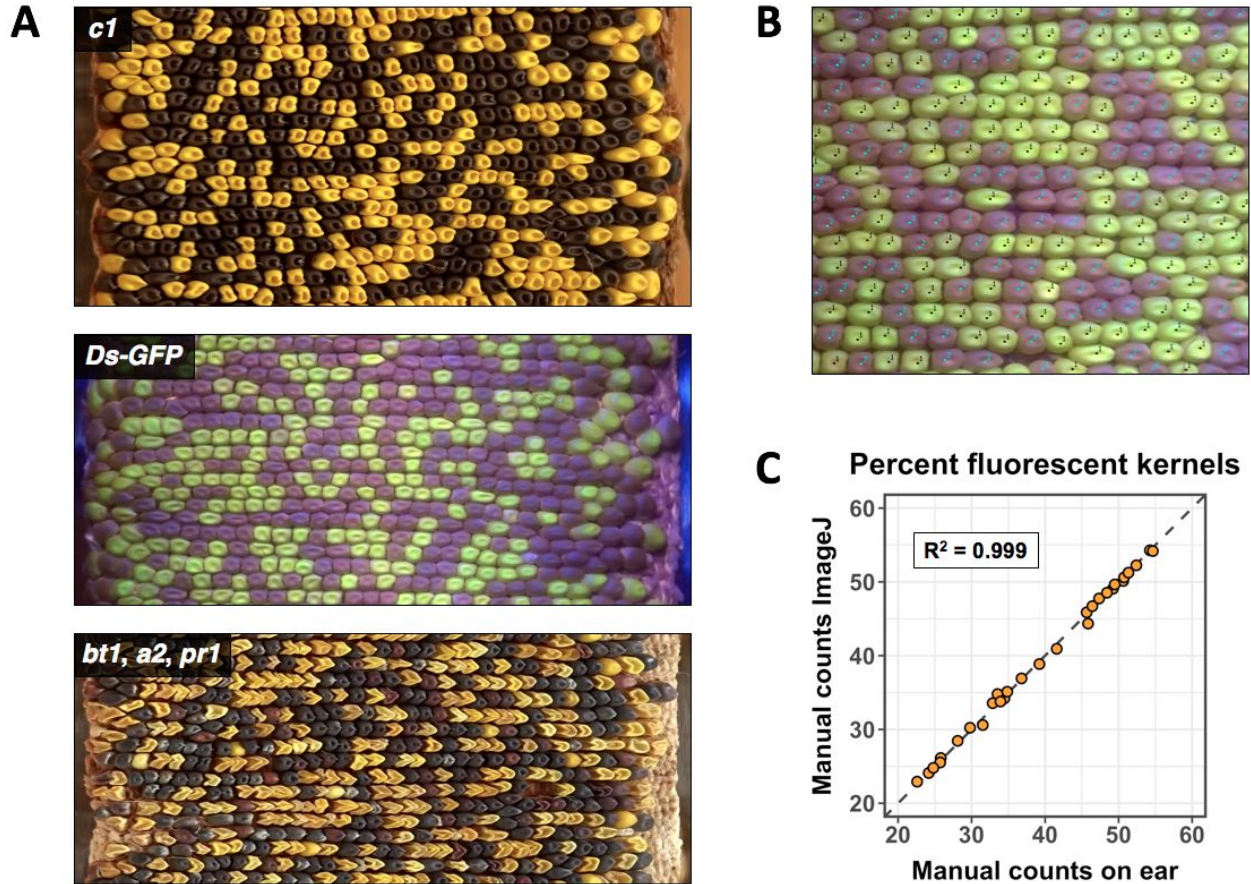 A
c1
Ds-GFP
bt1, a2, pr1
B
C
Percent fluorescent kernels
R² = 0.999
Manual counts ImageJ
60
50
40
30
20
20 30 40 50 60
Manual counts on ear